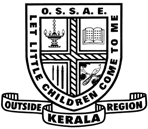 O. S. S. A. E.
LET LITTLE CHILDREN COME TO ME
OUTSIDE KERALA REGION